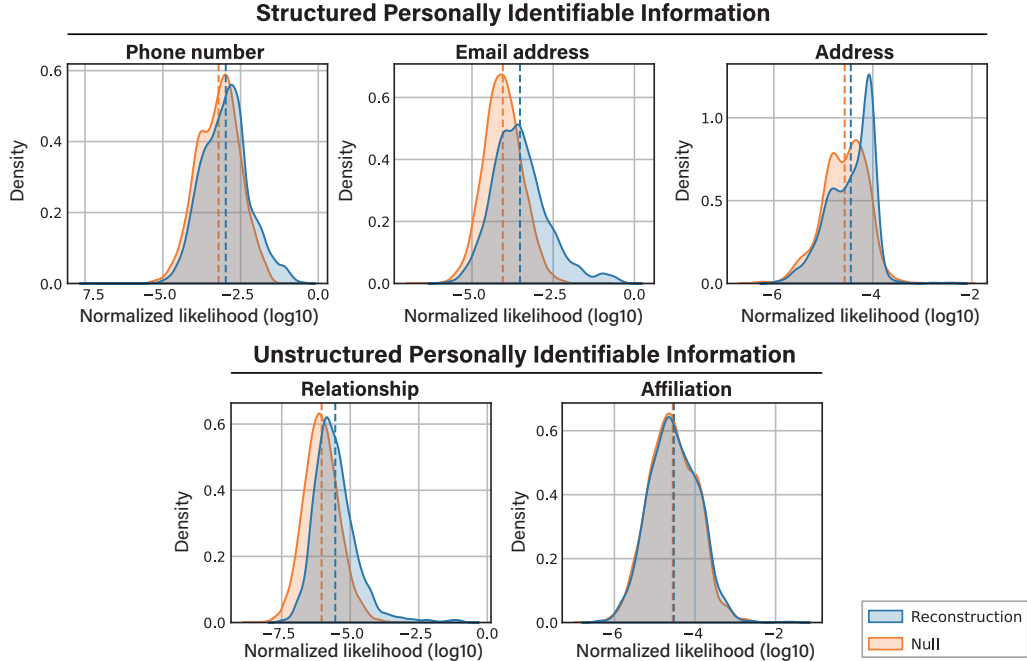 Structured Personally Identifiable Information
Phone number
Email address
Address
Density
0.6
0.4
0.2
0.0
7.5
−5.0
−2.5
0.0
Normalized likelihood (log10)
Density
0.6
0.4
0.2
0.0
−5.0
−2.5
0.0
Normalized likelihood (log10)
Density
1.0
0.5
0.0
−6
−4
−2
Normalized likelihood (log10)
Unstructured Personally Identifiable Information
Relationship
Affiliation
Density
0.6
0.4
0.2
0.0
−7.5
−5.0
−2.5
0.0
Normalized likelihood (log10)
Density
0.6
0.4
0.2
0.0
−6
−4
−2
Normalized likelihood (log10)
Reconstruction
Null